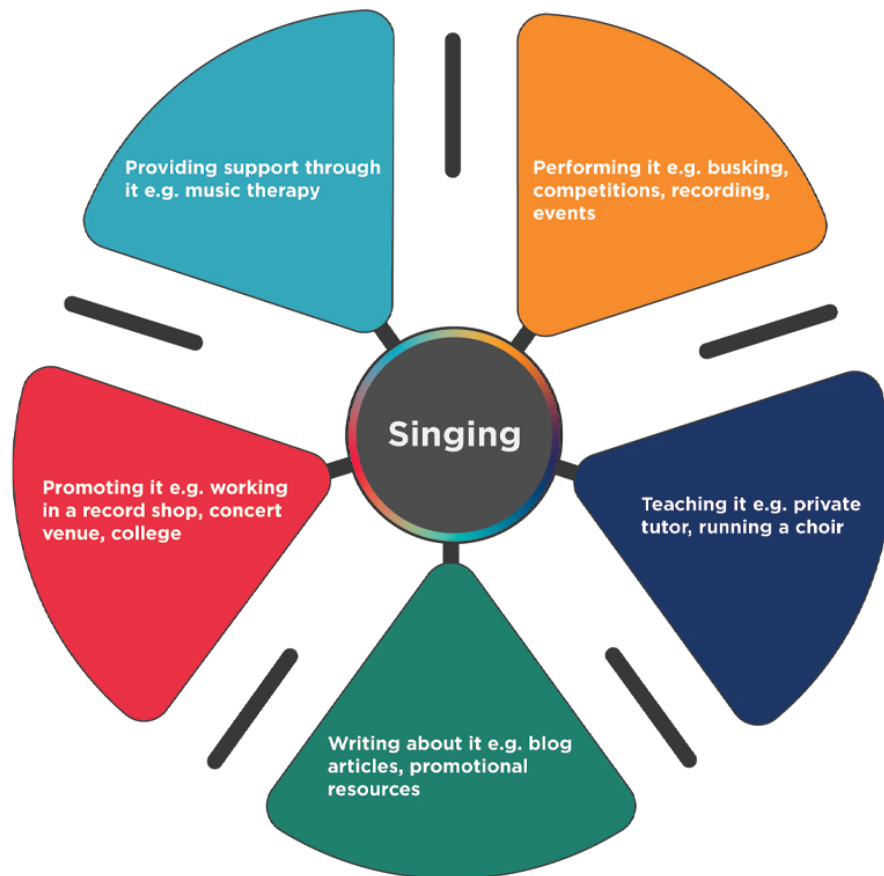 Providing support through
it e.g. music therapy
Performing it e.g. busking,
competitions, recording,
events
Singing
Promoting it e.g. working
in a record shop, concert
venue, college
Teaching it e.g. private
tutor, running a choir
Writing about it e.g. blog
articles, promotional
resources